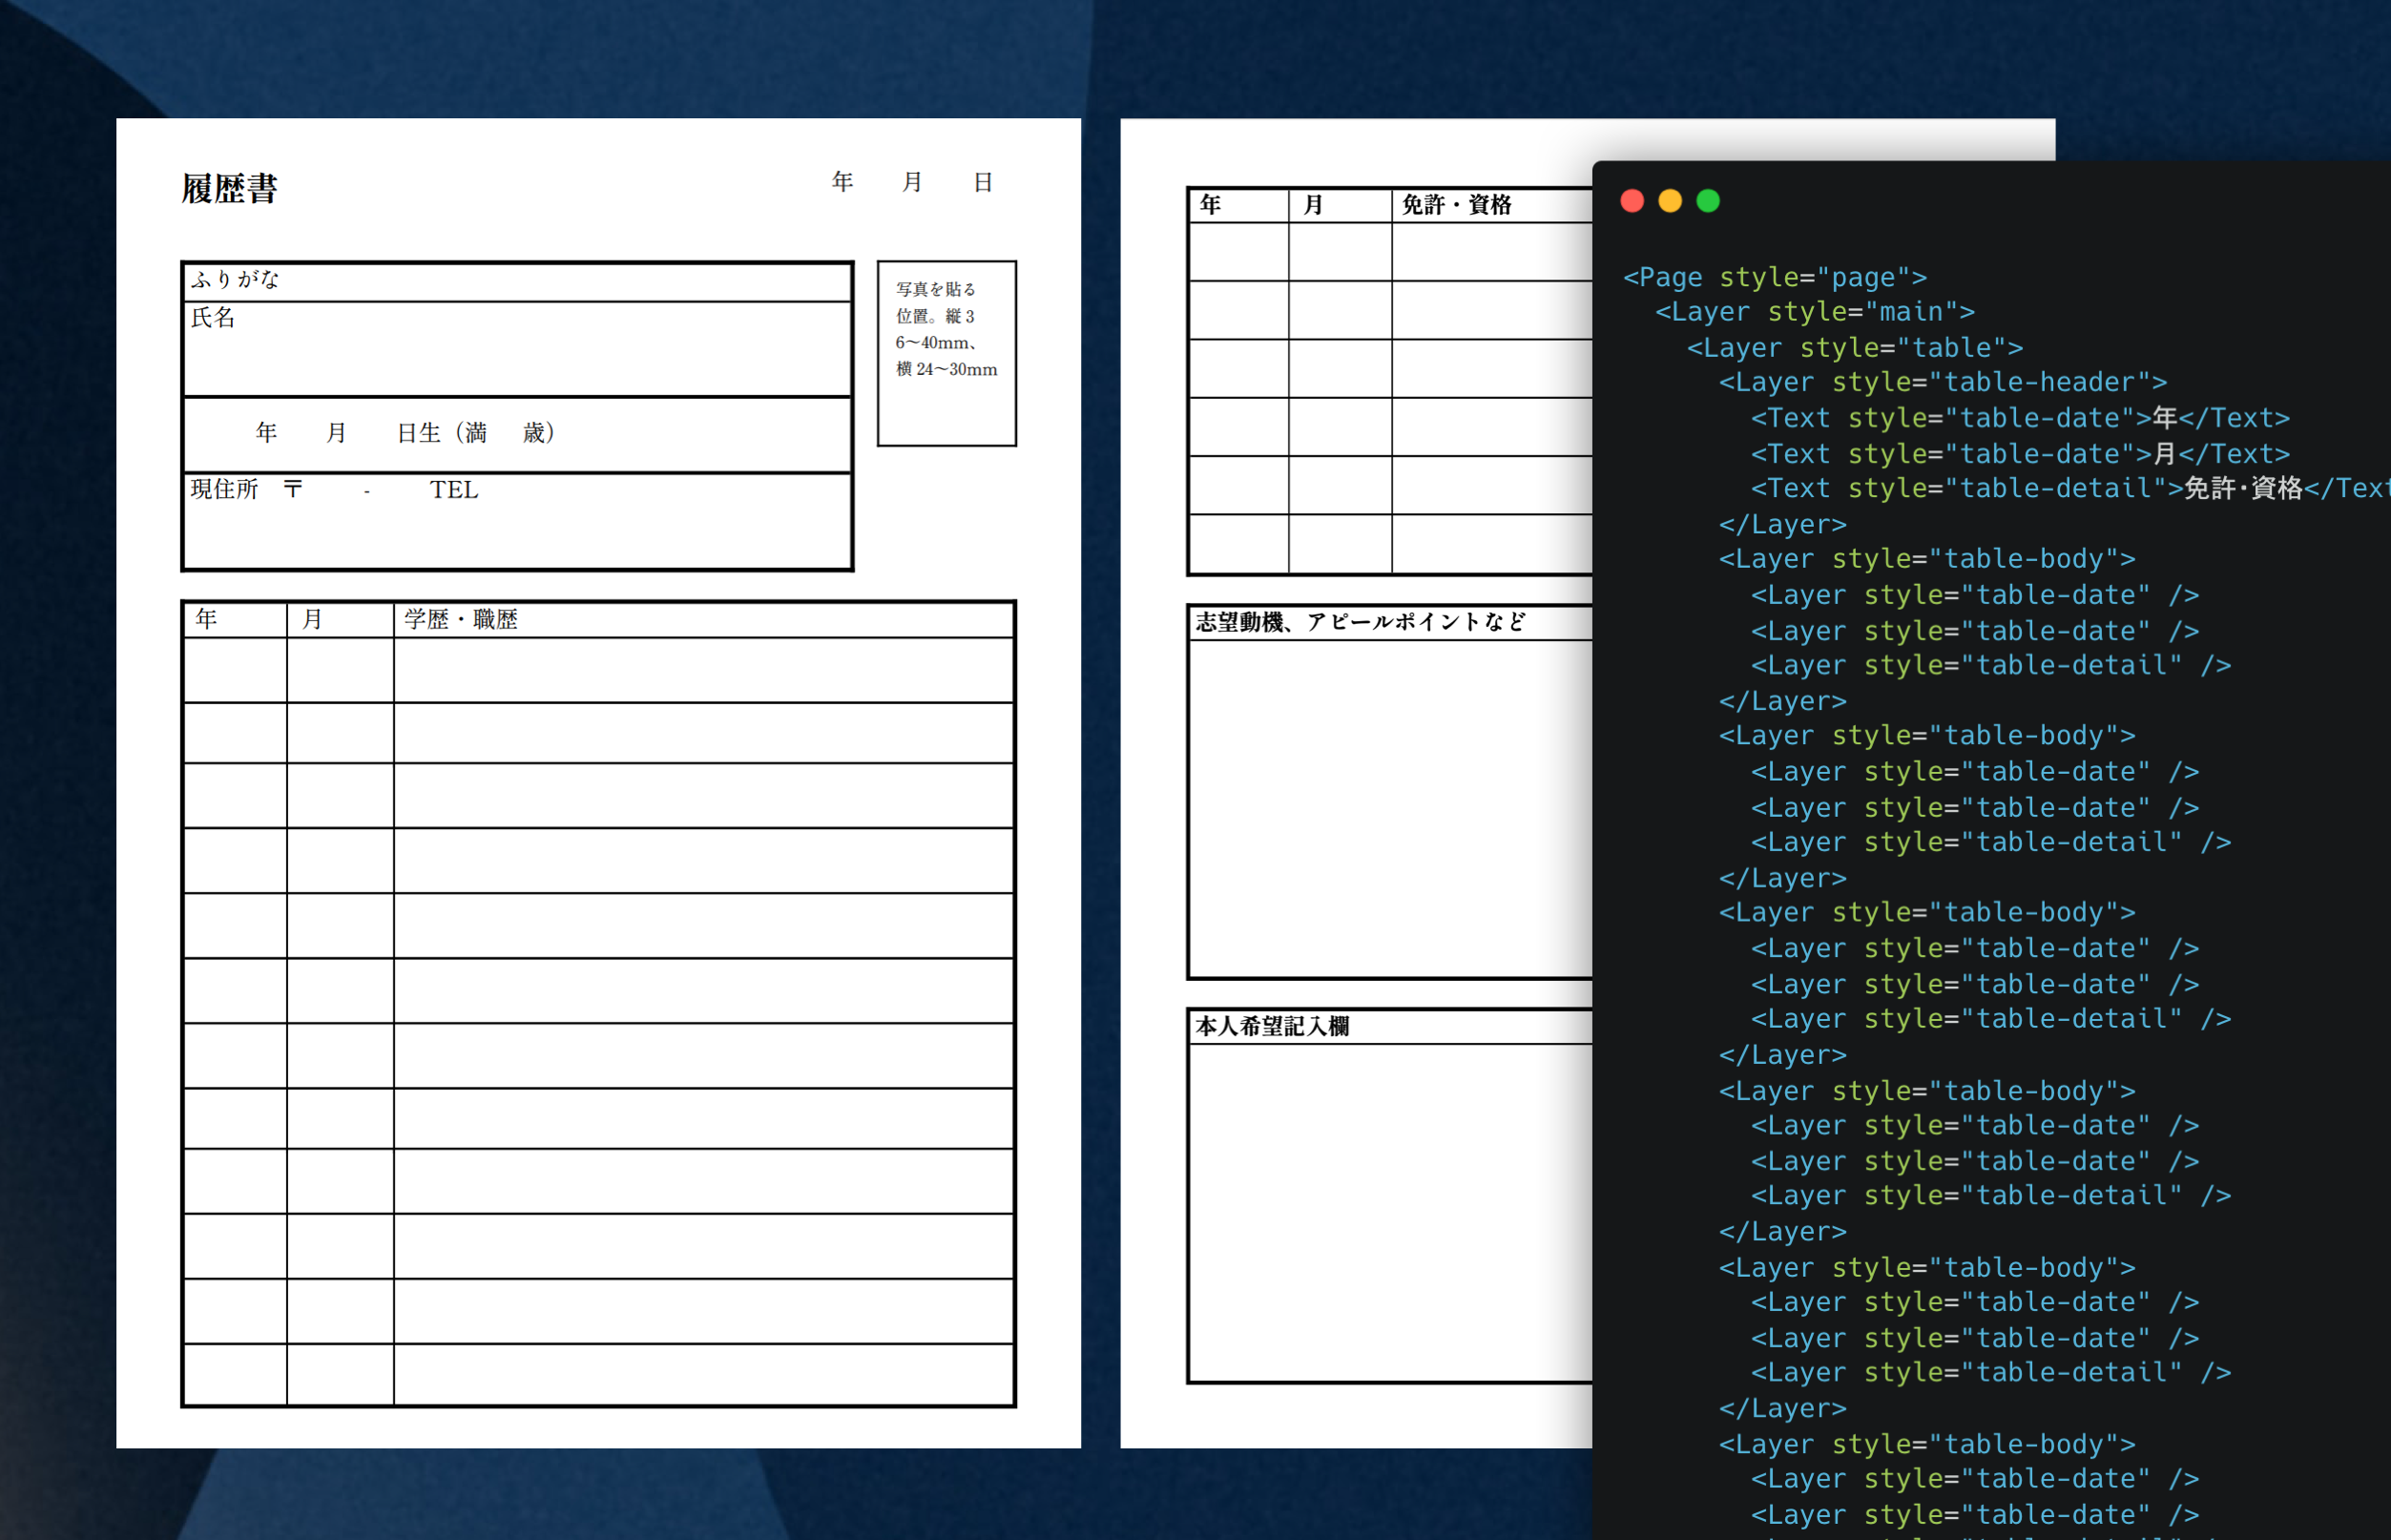 履歴書
年 月 日
ふりがな
氏名
年 月 日生（満 歳）
現住所 〒 - TEL
写真を貼る
位置。縦 3
6〜40mm、
横 24〜30mm
年 月 学歴・職歴
年 月 免許・資格
志望動機、アピールポイントなど
本人希望記入欄
<Page style="page">
<Layer style="main">
<Layer style="table">
<Layer style="table-header">
<Text style="table-date">年</Text>
<Text style="table-date">月</Text>
<Text style="table-detail">免許・資格</Text
</Layer>
<Layer style="table-body">
<Layer style="table-date" />
<Layer style="table-date" />
<Layer style="table-detail" />
</Layer>
<Layer style="table-body">
<Layer style="table-date" />
<Layer style="table-date" />
<Layer style="table-detail" />
</Layer>
<Layer style="table-body">
<Layer style="table-date" />
<Layer style="table-date" />
<Layer style="table-detail" />
</Layer>
<Layer style="table-body">
<Layer style="table-date" />
<Layer style="table-date" />
<Layer style="table-detail" />
</Layer>
<Layer style="table-body">
<Layer style="table-date" />
<Layer style="table-date" />
<Layer style="table-detail" />
</Layer>
<Layer style="table-body">
<Layer style="table-date" />
<Layer style="table-date" />